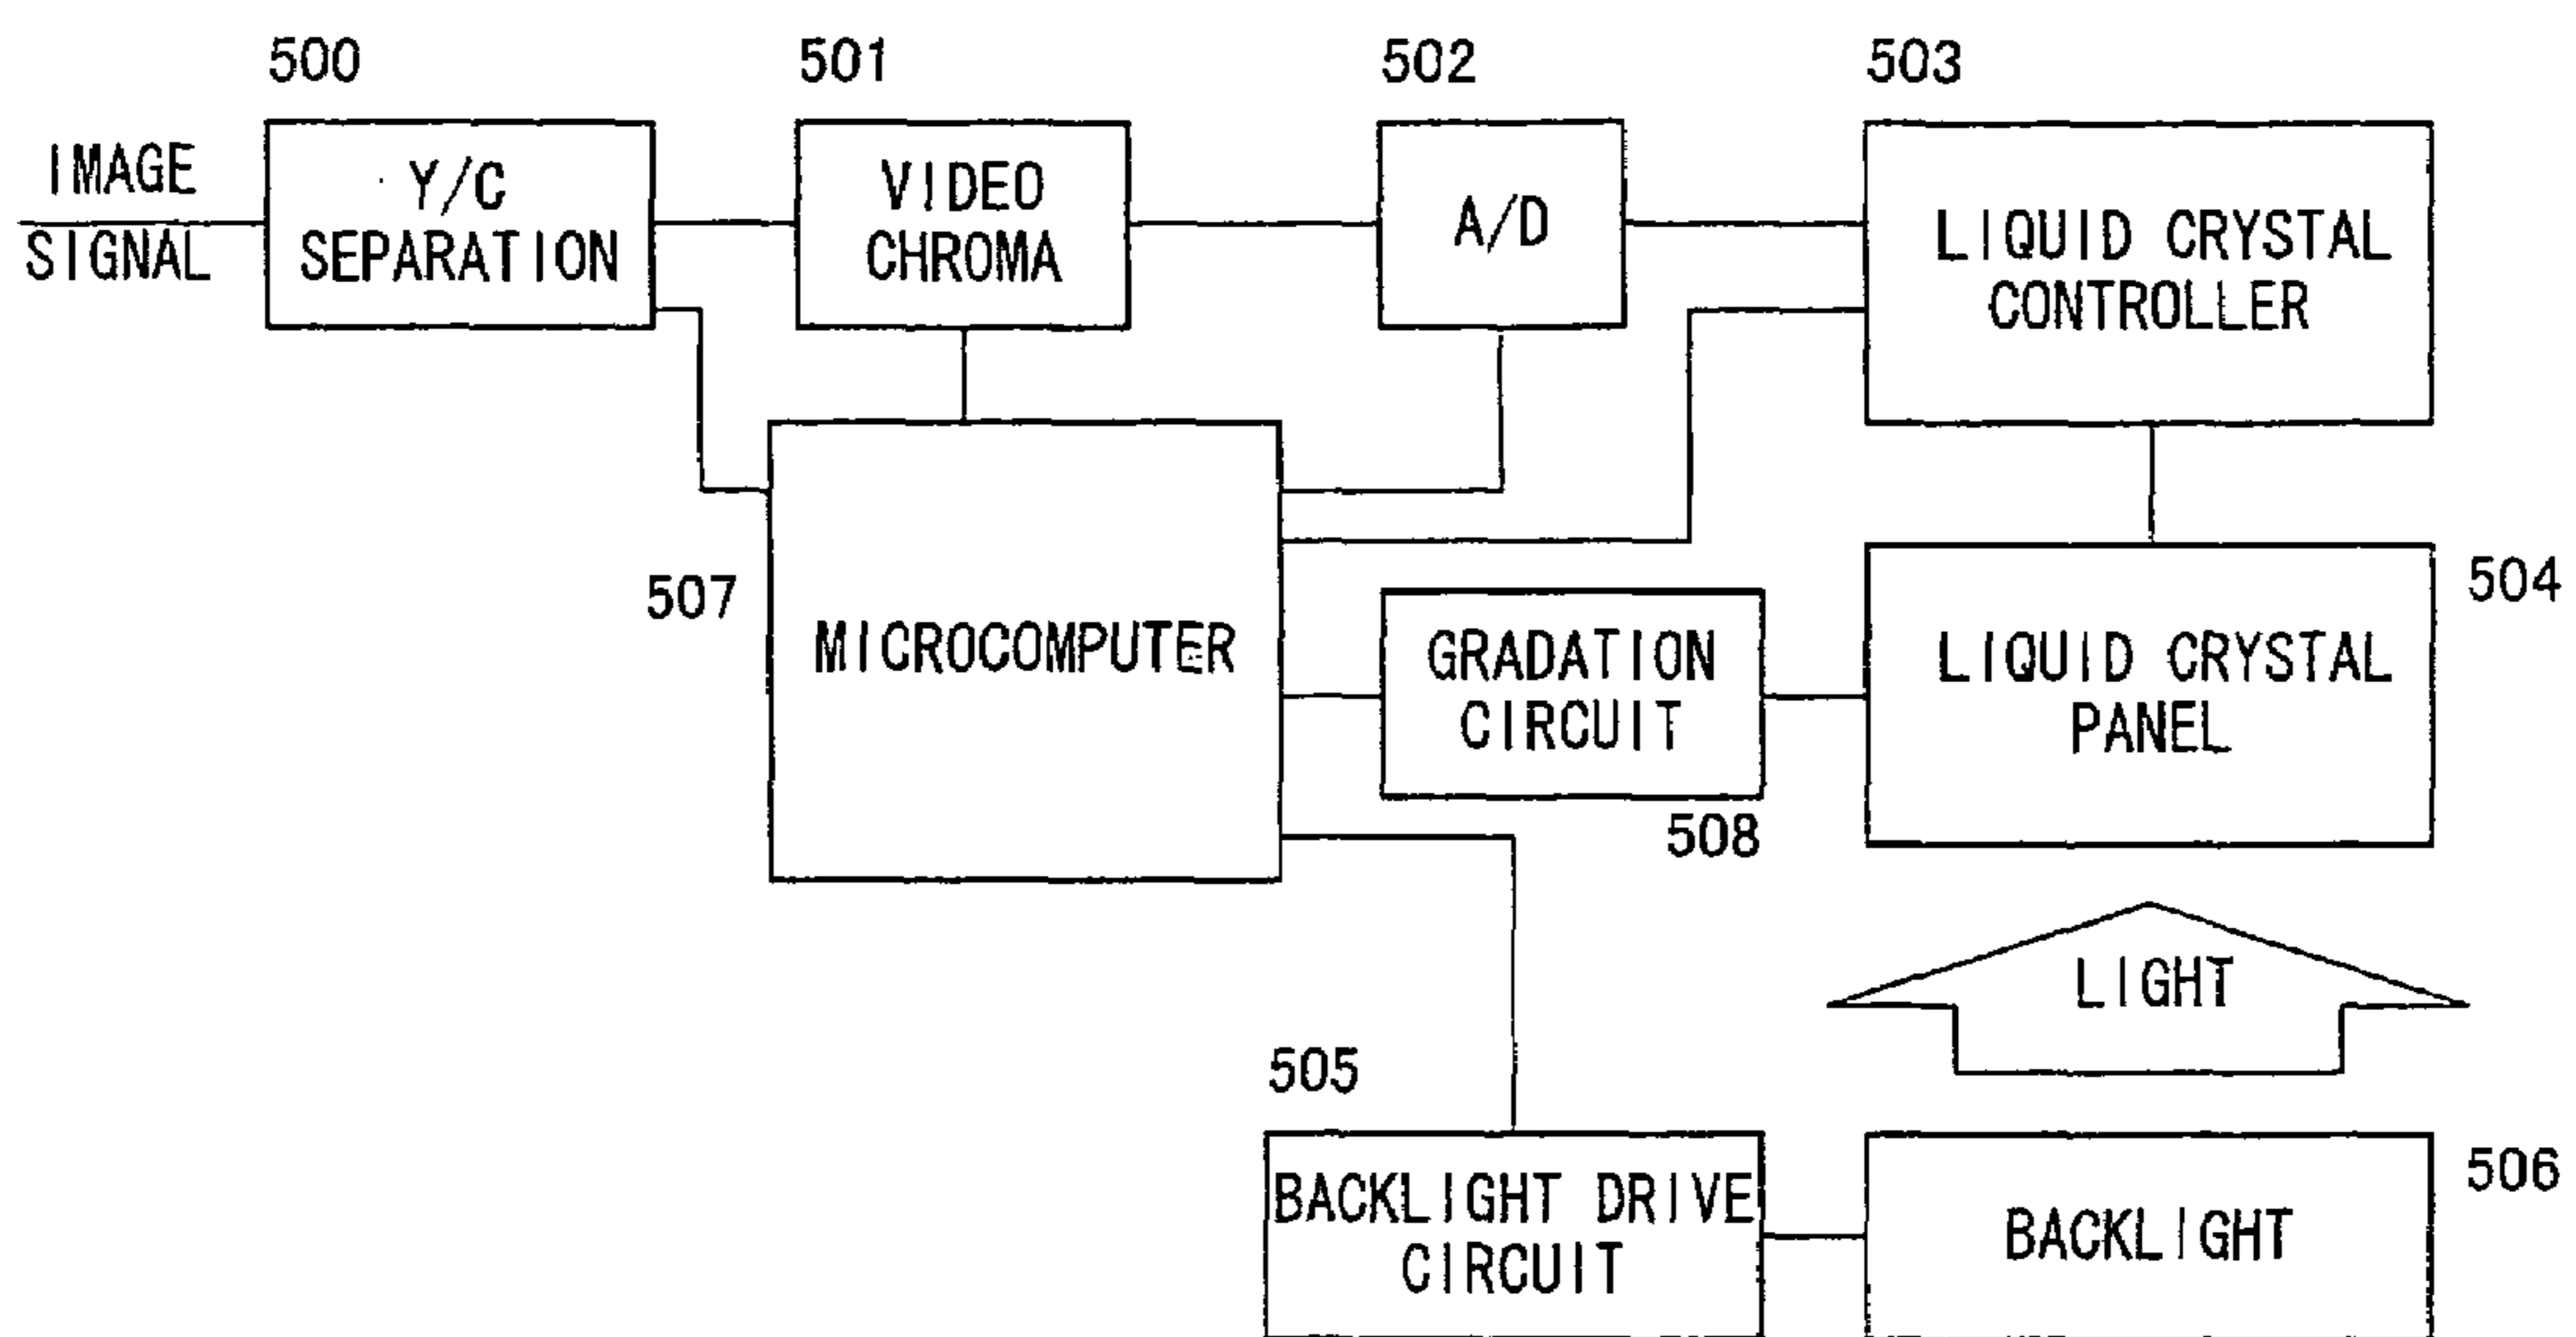 500
501
502
503
IMAGE
SIGNAL
Y/C
SEPARATION
VIDEO
CHROMA
A/D
LIQUID CRYSTAL
CONTROLLER
507
MICROCOMPUTER
GRADATION
CIRCUIT
508
LIQUID CRYSTAL
PANEL
504
LIGHT
505
BACKLIGHT DRIVE
CIRCUIT
BACKLIGHT
506